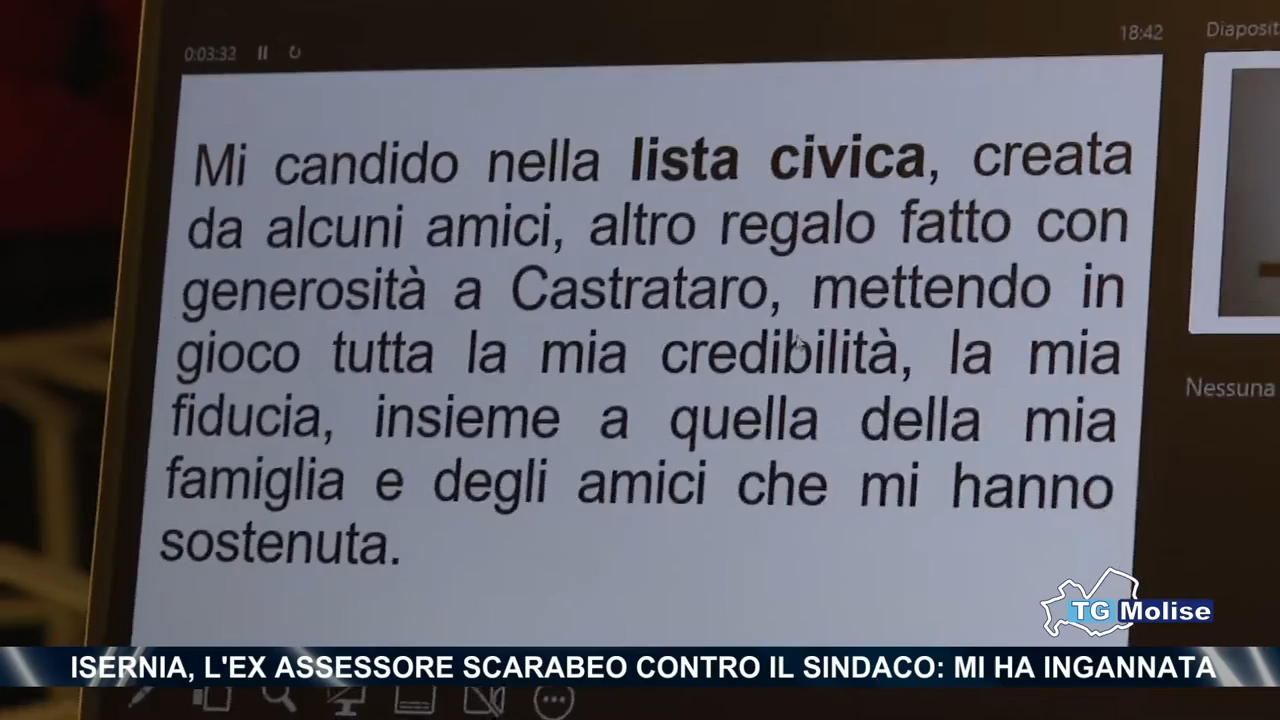 0:03:33
18:42
Diaposit
Mi candido nella lista civica, creata
da alcuni amici, altro regalo fatto con
generosità a Castrataro, mettendo in
gioco tutta la mia credibilità, la mia
fiducia, insieme a quella della mia
famiglia e degli amici che mi hanno
sostenuta.
Nessuna
TG Molise
ISERNIA, L'EX ASSESSORE SCARABEO CONTRO IL SINDACO: MI HA INGANNATA